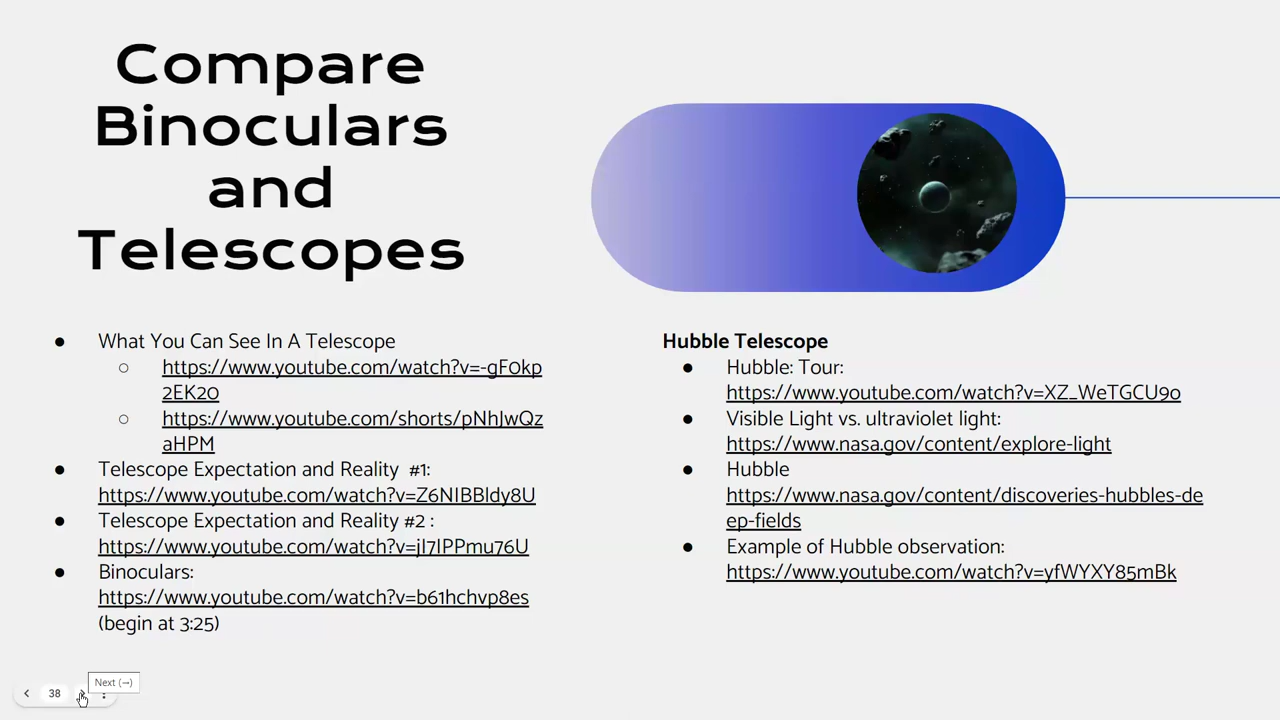 Compare
Binoculars
and
Telescopes
What You Can See In A Telescope
https://www.youtube.com/watch?v=-gF0kp
2EK20
https://www.youtube.com/shorts/pNhJwQz
aHPM
Telescope Expectation and Reality #1:
https://www.youtube.com/watch?v=Z6NIBBldy8U
Telescope Expectation and Reality #2 :
https://www.youtube.com/watch?v=jI7IPPmu76U
Binoculars:
https://www.youtube.com/watch?v=b61hchvp8es
(begin at 3:25)
Hubble Telescope
Hubble: Tour:
https://www.youtube.com/watch?v=XZ_WeTGCU9o
Visible Light vs. ultraviolet light:
https://www.nasa.gov/content/explore-light
Hubble
https://www.nasa.gov/content/discoveries-hubbles-de
ep-fields
Example of Hubble observation:
https://www.youtube.com/watch?v=yfWYXY85mBk
Next (→)
38